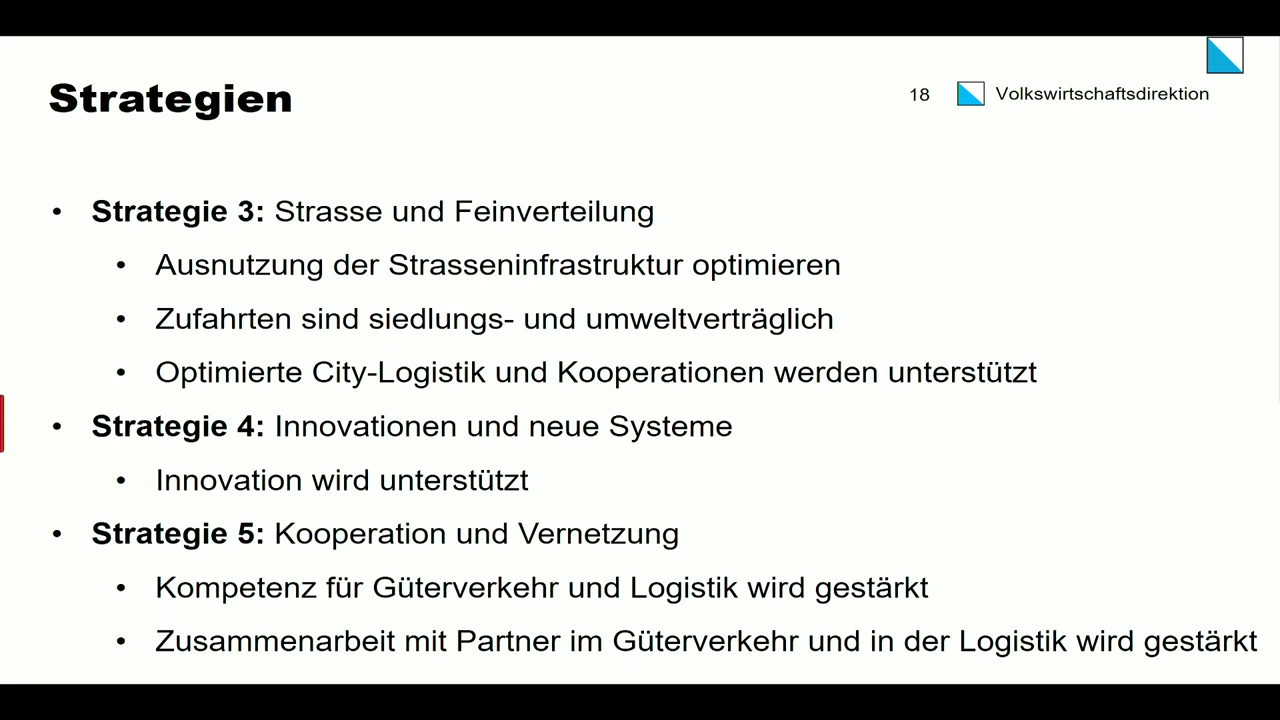 Strategien
18 Volkswirtschaftsdirektion
• Strategie 3: Strasse und Feinverteilung
• Ausnutzung der Strasseninfrastruktur optimieren
• Zufahrten sind siedlungs- und umweltverträglich
• Optimierte City-Logistik und Kooperationen werden unterstützt
• Strategie 4: Innovationen und neue Systeme
• Innovation wird unterstützt
• Strategie 5: Kooperation und Vernetzung
• Kompetenz für Güterverkehr und Logistik wird gestärkt
• Zusammenarbeit mit Partner im Güterverkehr und in der Logistik wird gestärkt